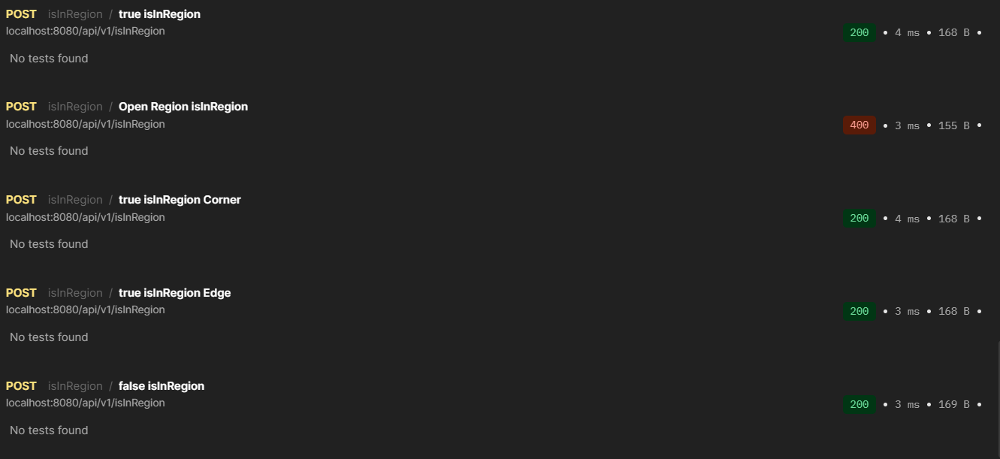 POST isInRegion / true isInRegion
localhost:8080/api/v1/isInRegion
200 • 4 ms • 168 B •
No tests found
POST isInRegion / Open Region isInRegion
localhost:8080/api/v1/isInRegion
400 • 3 ms • 155 B •
No tests found
POST isInRegion / true isInRegion Corner
localhost:8080/api/v1/isInRegion
200 • 4 ms • 168 B •
No tests found
POST isInRegion / true isInRegion Edge
localhost:8080/api/v1/isInRegion
200 • 3 ms • 168 B •
No tests found
POST isInRegion / false isInRegion
localhost:8080/api/v1/isInRegion
200 • 3 ms • 169 B •
No tests found